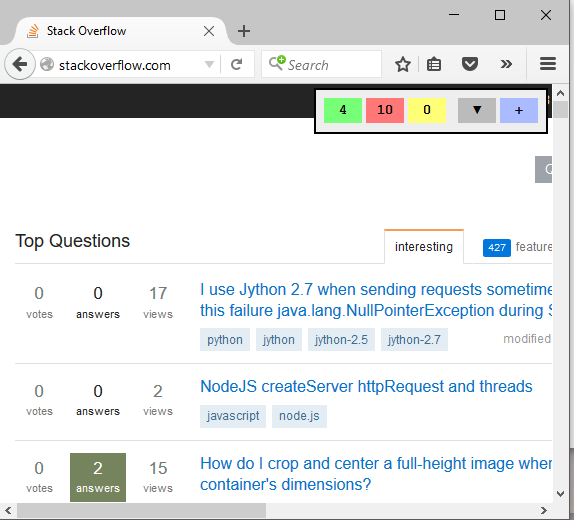 Stack Overflow
stackoverflow.com
Search
4 10 0 ▼ +
Top Questions
interesting
427 feature
0 votes
0 answers
17 views
I use Jython 2.7 when sending requests sometime
this failure java.lang.NullPointerException during S
python jython jython-2.5 jython-2.7
modified
0 votes
0 answers
2 views
NodeJS createServer httpRequest and threads
javascript node.js
0 votes
2 answers
15 views
How do I crop and center a full-height image wher
container's dimensions?